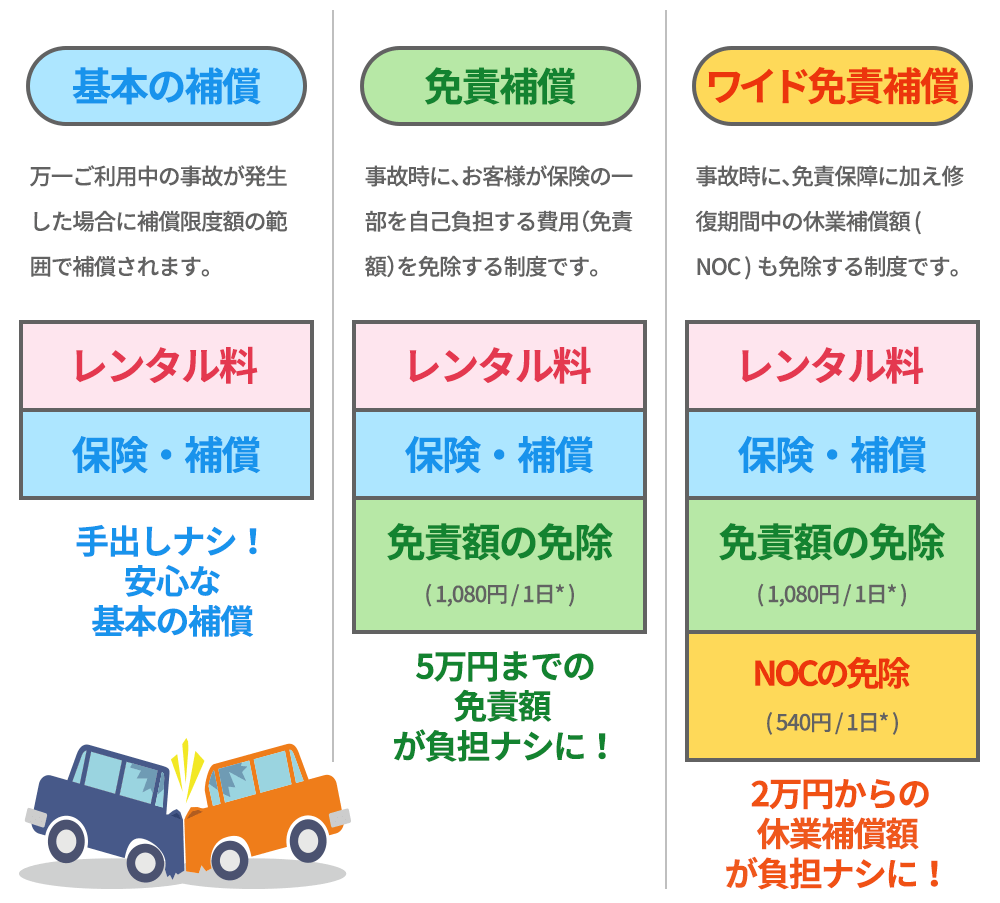 基本の補償
万一ご利用中の事故が発生
した場合に補償限度額の範
囲で補償されます。
レンタル料
保険・補償
手出しナシ！
安心な
基本の補償
免責補償
事故時に、お客様が保険の一
部を自己負担する費用（免責
額）を免除する制度です。
レンタル料
保険・補償
免責額の免除
( 1,080円 / 1日* )
5万円までの
免責額
が負担ナシに！
ワイド免責補償
事故時に、免責保障に加え修
復期間中の休業補償額 (
NOC ) も免除する制度です。
レンタル料
保険・補償
免責額の免除
( 1,080円 / 1日* )
NOCの免除
( 540円 / 1日* )
2万円からの
休業補償額
が負担ナシに！